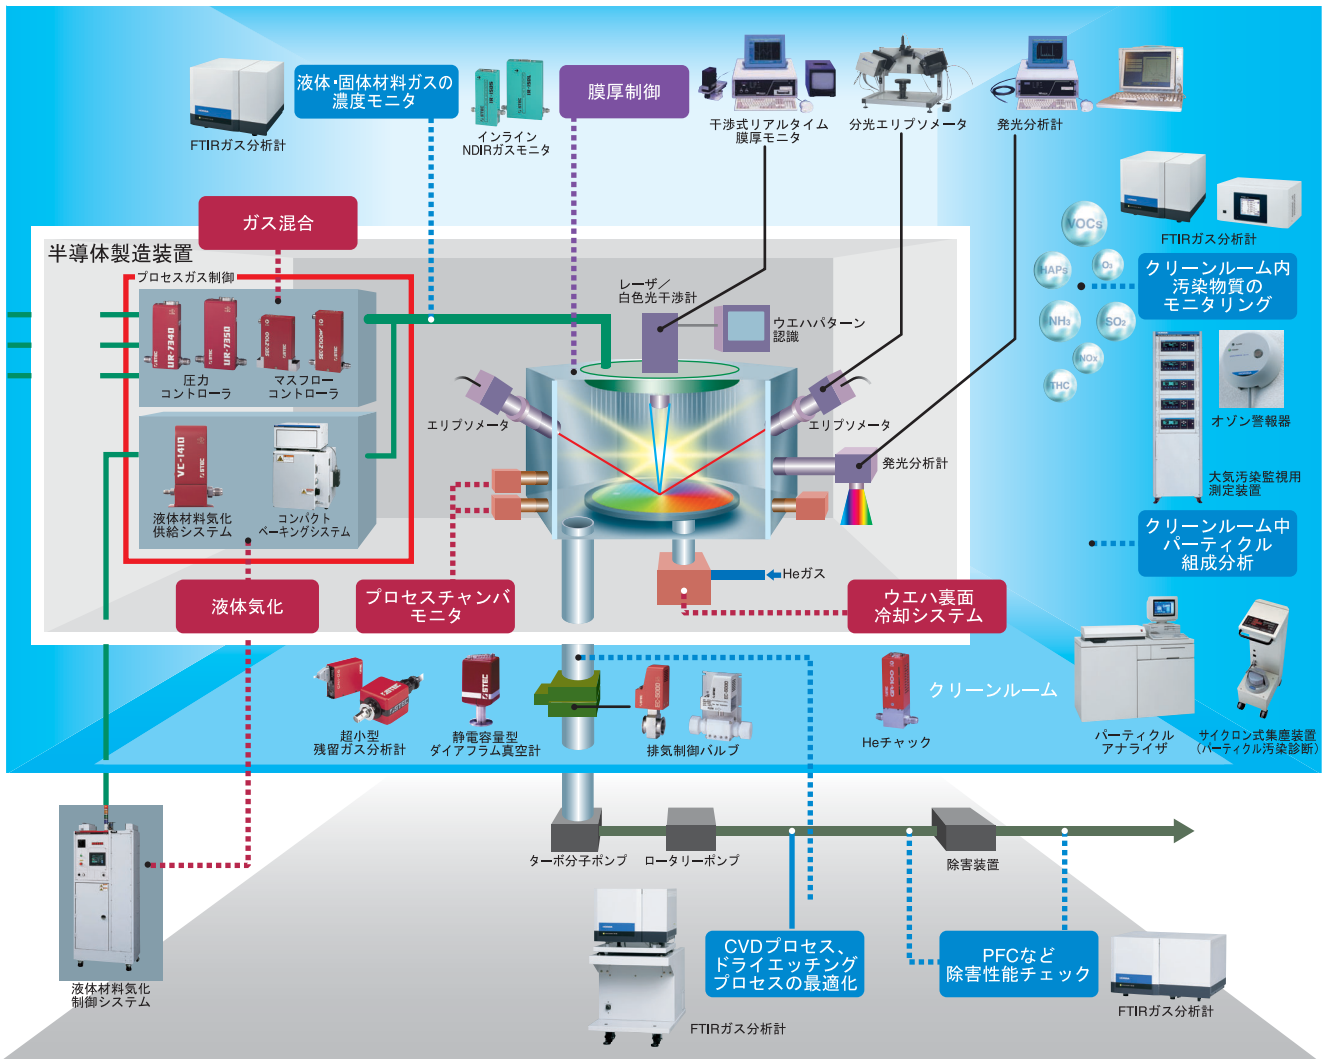 FTIRガス分析計
液体・固体材料ガスの
濃度モニタ
インライン
NDIRガスモニタ
膜厚制御
干渉式リアルタイム
膜厚モニタ
分光エリプソメータ
発光分析計
FTIRガス分析計
VOCs
HAPs
O₂
NH₃
SO₂
NOx
THC
クリーンルーム内
汚染物質の
モニタリング
オゾン警報器
大気汚染監視用
測定装置
クリーンルーム中
パーティクル
組成分析
ガス混合
半導体製造装置
プロセスガス制御
UR-7340
STEC
UR-7350
STEC
圧力
コントローラ
マスフロー
コントローラ
VC-1410
STEC
液体材料気化
供給システム
コンパクト
ベーキングシステム
レーザ／
白色光干渉計
ウエハパターン
認識
エリプソメータ
エリプソメータ
発光分析計
Heガス
液体気化
プロセスチャンバ
モニタ
ウエハ裏面
冷却システム
超小型
残留ガス分析計
STEC
静電容量型
ダイアフラム真空計
排気制御バルブ
Heチャック
クリーンルーム
パーティクル
アナライザ
サイクロン式集塵装置
（パーティクル汚染診断）
ターボ分子ポンプ
ロータリーポンプ
除害装置
液体材料気化
制御システム
FTIRガス分析計
CVDプロセス、
ドライエッチング
プロセスの最適化
PFCなど
除害性能チェック
FTIRガス分析計